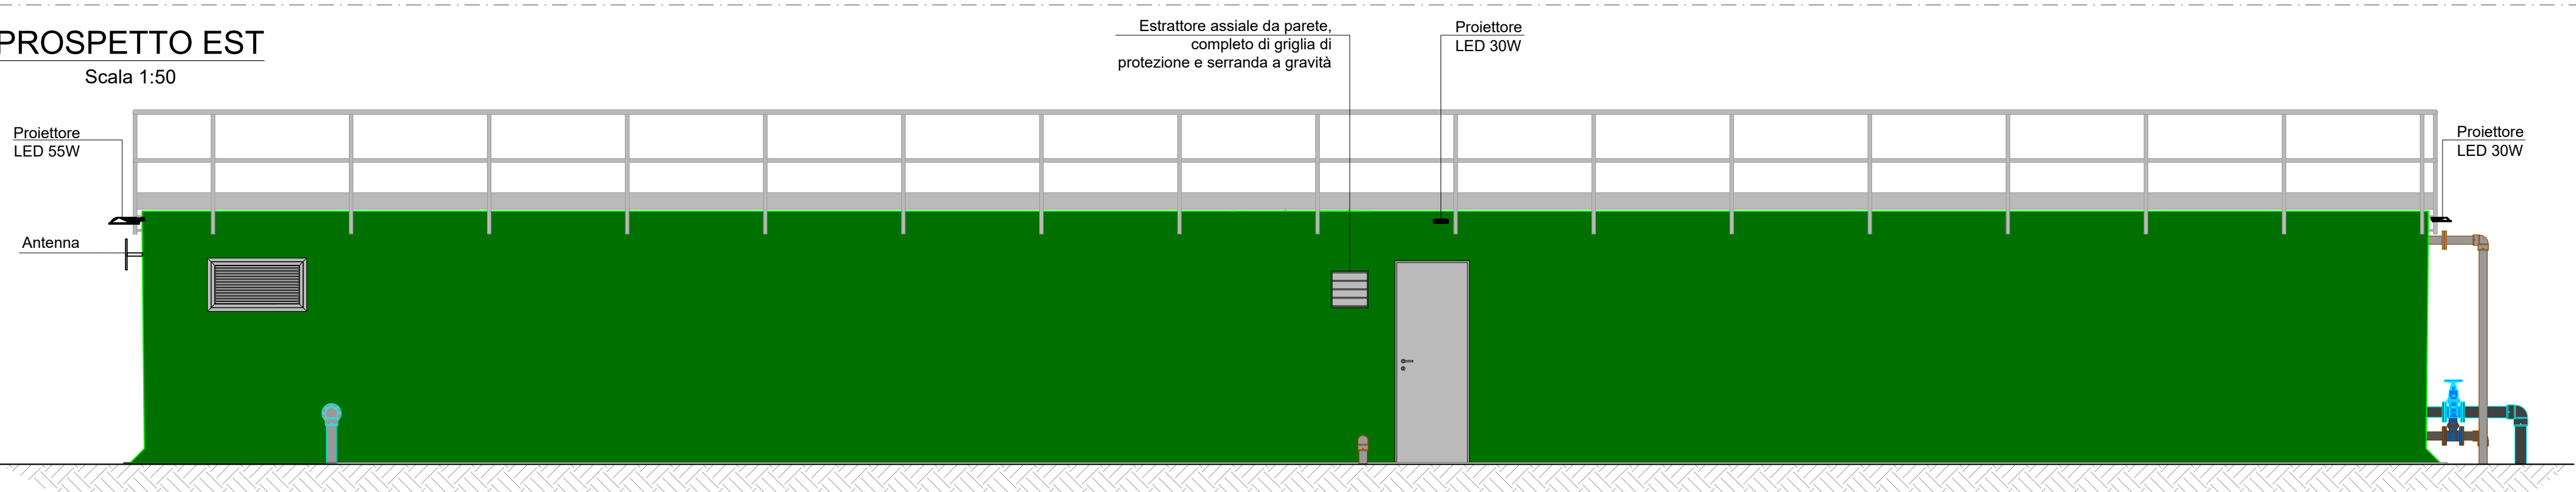 PROSPETTO EST
Scala 1:50
Estrattore assiale da parete,
completo di griglia di
protezione e serranda a gravità
Proiettore
LED 30W
Proiettore
LED 55W
Proiettore
LED 30W
Antenna